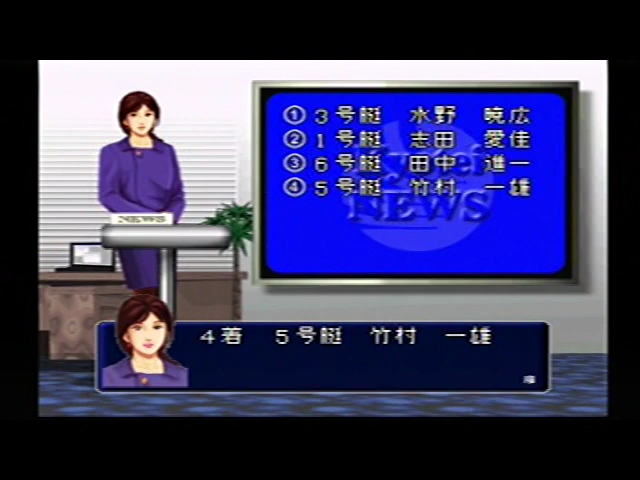 ① 3号艇 水野 暁広
② 1号艇 志田 愛佳
③ 6号艇 田中 進一
④ 5号艇 竹村 一雄
Kyotei
NEWS
NEWS
4着 5号艇 竹村 一雄